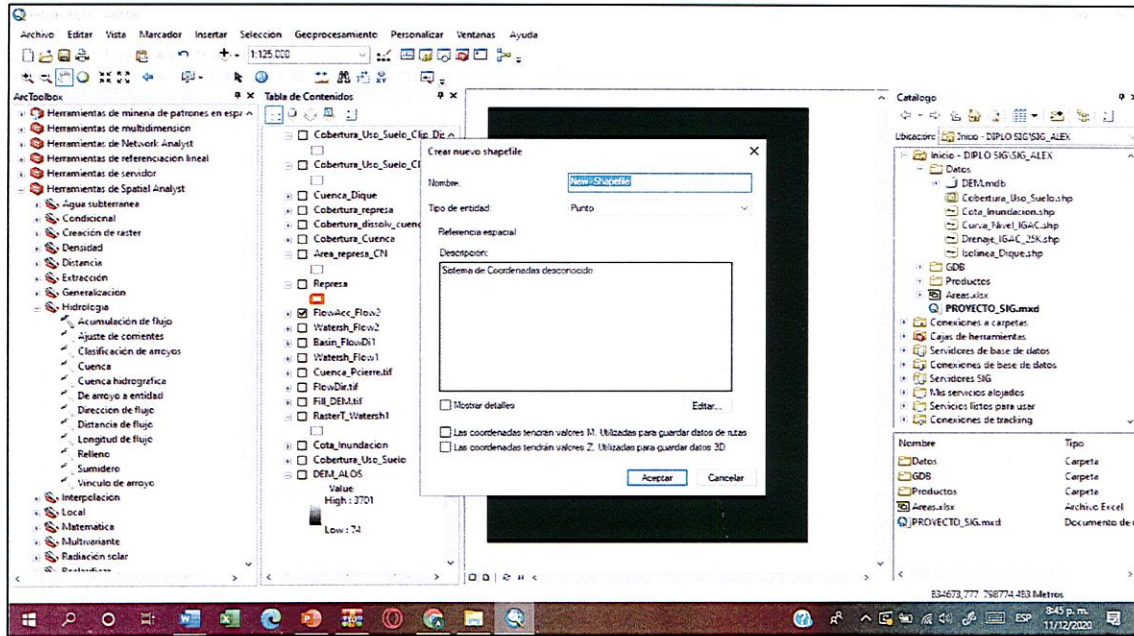 Archivo Editar Vista Marcador Insertar Selección Geoprocesamiento Personalizar Ventanas Ayuda
1:125.000
ArcToolbox
Herramientas de minería de patrones en espa
Herramientas de multidimensión
Herramientas de Network Analyst
Herramientas de referenciación lineal
Herramientas de servidor
Herramientas de Spatial Analyst
Agua subterranea
Condicional
Creación de raster
Densidad
Distancia
Extracción
Generalización
Hidrología
Acumulación de flujo
Ajuste de corrientes
Clasificación de arroyos
Cuenca
Cuenca hidrografica
De arroyo a entidad
Dirección de flujo
Distancia de flujo
Longitud de flujo
Relleno
Sumidero
Vínculo de arroyo
Interpolación
Local
Matemática
Multivariante
Radiación solar
Tabla de Contenidos
Cobertura_Uso_Suelo_Clip_Dis
Cobertura_Uso_Suelo_Cl
Cuenca_Dique
Cobertura_represa
Cobertura_dissolv_cuenc
Cobertura_Cuenca
Area_represa_CN
Represa
FlowAcc_Flow2
Watersh_Flow2
Basin_FlowDi1
Watersh_Flow1
Cuenca_Pcierre.tif
FlowDir.tif
Fill_DEM.tif
RasterT_Watersh1
Cota_Inundacion
Cobertura_Uso_Suelo
DEM_ALOS
Value
High : 3701
Low : 74
Crear nuevo shapefile
Nombre:
New_Shapefile
Tipo de entidad:
Punto
Referencia espacial
Descripción:
Sistema de Coordenadas desconocido
Mostrar detalles
Editar...
Las coordenadas tendrán valores M. Utilizadas para guardar datos de rutas
Las coordenadas tendrán valores Z. Utilizadas para guardar datos 3D
Aceptar
Cancelar
Catálogo
Ubicación: Inicio - DIPLO SIG\SIG_ALEX
Inicio - DIPLO SIG\SIG_ALEX
Datos
DEM.mdb
Cobertura_Uso_Suelo.shp
Cota_Inundacion.shp
Curva_Nivel_IGAC.shp
Drenaje_IGAC_25K.shp
Isolinea_Dique.shp
GDB
Productos
Areas.xlsx
PROYECTO_SIG.mxd
Conexiones a carpetas
Cajas de herramientas
Servidores de base de datos
Conexiones de base de datos
Servidores SIG
Mis servicios alojados
Servicios listos para usar
Conexiones de tracking
Nombre Tipo
Datos Carpeta
GDB Carpeta
Productos Carpeta
Areas.xlsx Archivo Excel
PROYECTO_SIG.mxd Documento de
834673,777 798774,483 Metros
ESP
8:45 p. m.
11/12/2020